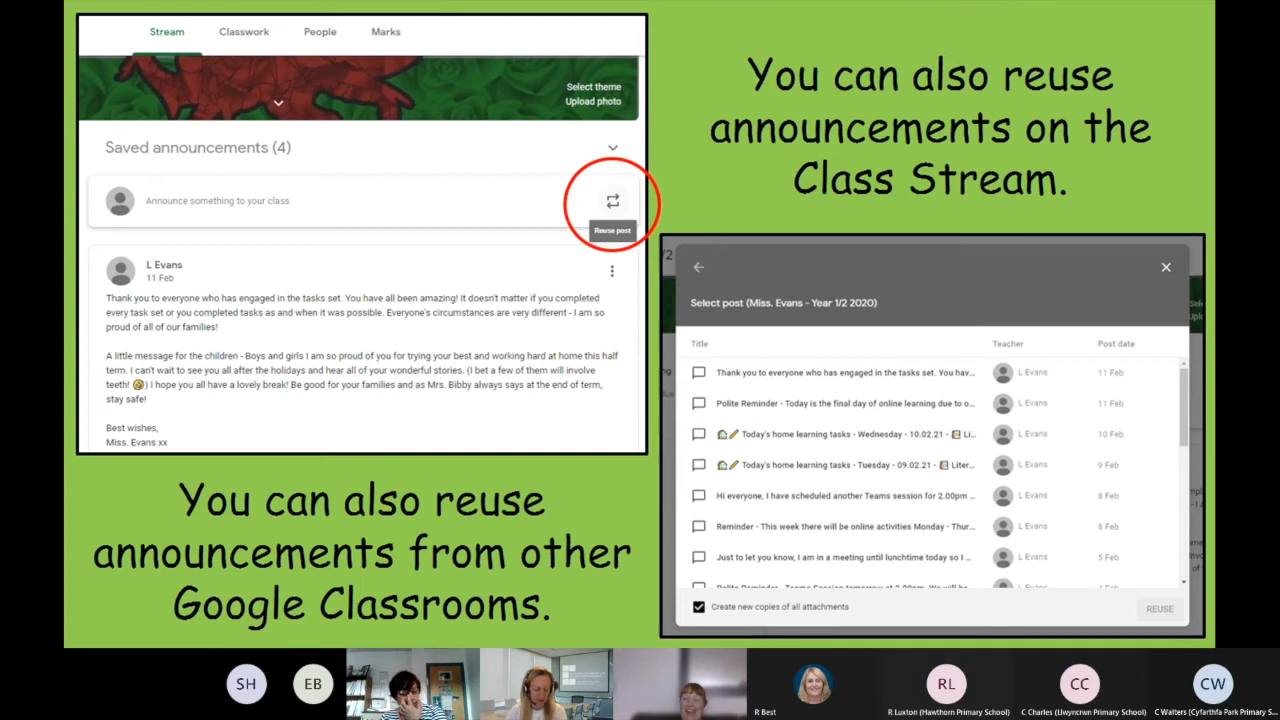 Stream Classwork People Marks
Select theme
Upload photo
Saved announcements (4)
Announce something to your class
Reuse post
L Evans
11 Feb
Thank you to everyone who has engaged in the tasks set. You have all been amazing! It doesn't matter if you completed
every task set or you completed tasks as and when it was possible. Everyone's circumstances are very different - I am so
proud of all of our families!
A little message for the children - Boys and girls I am so proud of you for trying your best and working hard at home this half
term. I can't wait to see you all after the holidays and hear all of your wonderful stories. (I bet a few of them will involve
teeth! 🤪) I hope you all have a lovely break! Be good for your families and as Mrs. Bibby always says at the end of term,
stay safe!
Best wishes,
Miss. Evans xx
You can also reuse
announcements on the
Class Stream.
You can also reuse
announcements from other
Google Classrooms.
Select post (Miss. Evans - Year 1/2 2020)
Title Teacher Post date
Thank you to everyone who has engaged in the tasks set. You hav... L Evans 11 Feb
Polite Reminder - Today is the final day of online learning due to o... L Evans 11 Feb
🏠✏️ Today's home learning tasks - Wednesday - 10.02.21 - 📔 Li... L Evans 10 Feb
🏠✏️ Today's home learning tasks - Tuesday - 09.02.21 - 📔 Liter... L Evans 9 Feb
Hi everyone, I have scheduled another Teams session for 2.00pm ... L Evans 8 Feb
Reminder - This week there will be online activities Monday - Thur... L Evans 8 Feb
Just to let you know, I am in a meeting until lunchtime today so I ... L Evans 5 Feb
Create new copies of all attachments
REUSE
SH EB RL CC CW
R Best
R Luxton (Hawthorn Primary School)
C Charles (Llwyncrwn Primary School)
C Walters (Cyfarthfa Park Primary S...